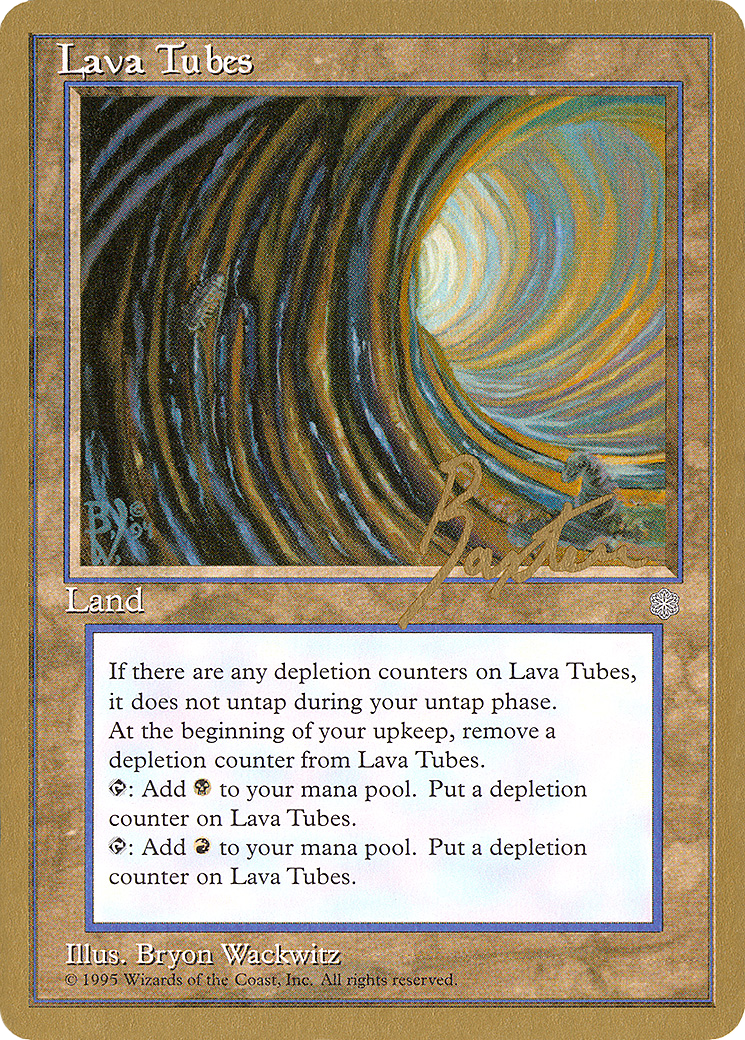 Lava Tubes
Baxter
Land
If there are any depletion counters on Lava Tubes,
it does not untap during your untap phase.
At the beginning of your upkeep, remove a
depletion counter from Lava Tubes.
: Add to your mana pool. Put a depletion
counter on Lava Tubes.
: Add to your mana pool. Put a depletion
counter on Lava Tubes.
Illus. Bryon Wackwitz
© 1995 Wizards of the Coast, Inc. All rights reserved.